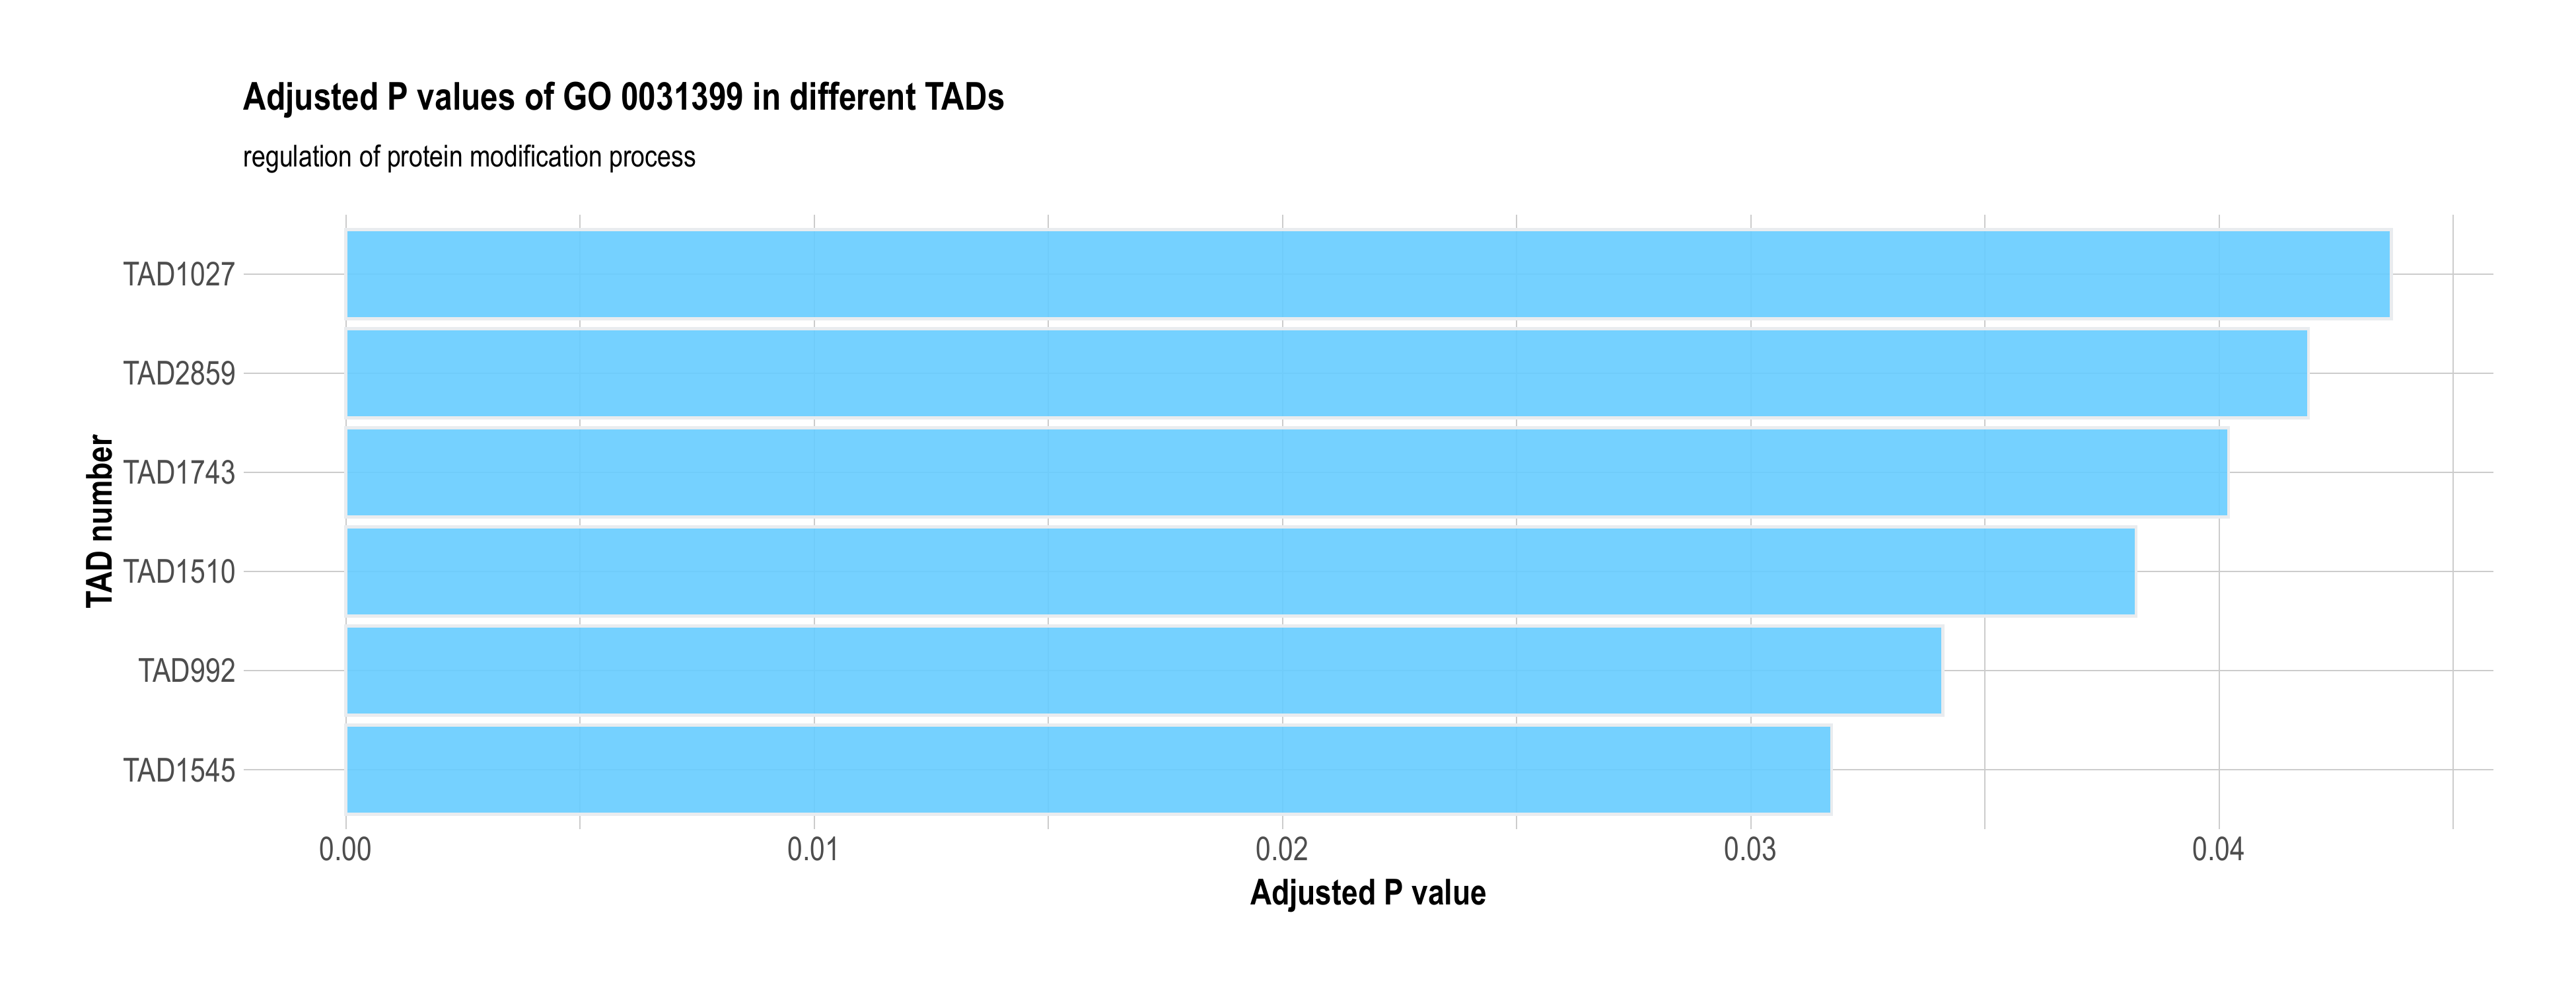 Adjusted P values of GO 0031399 in different TADs
regulation of protein modification process
TAD number
TAD1027
TAD2859
TAD1743
TAD1510
TAD992
TAD1545
0.00 0.01 0.02 0.03 0.04
Adjusted P value